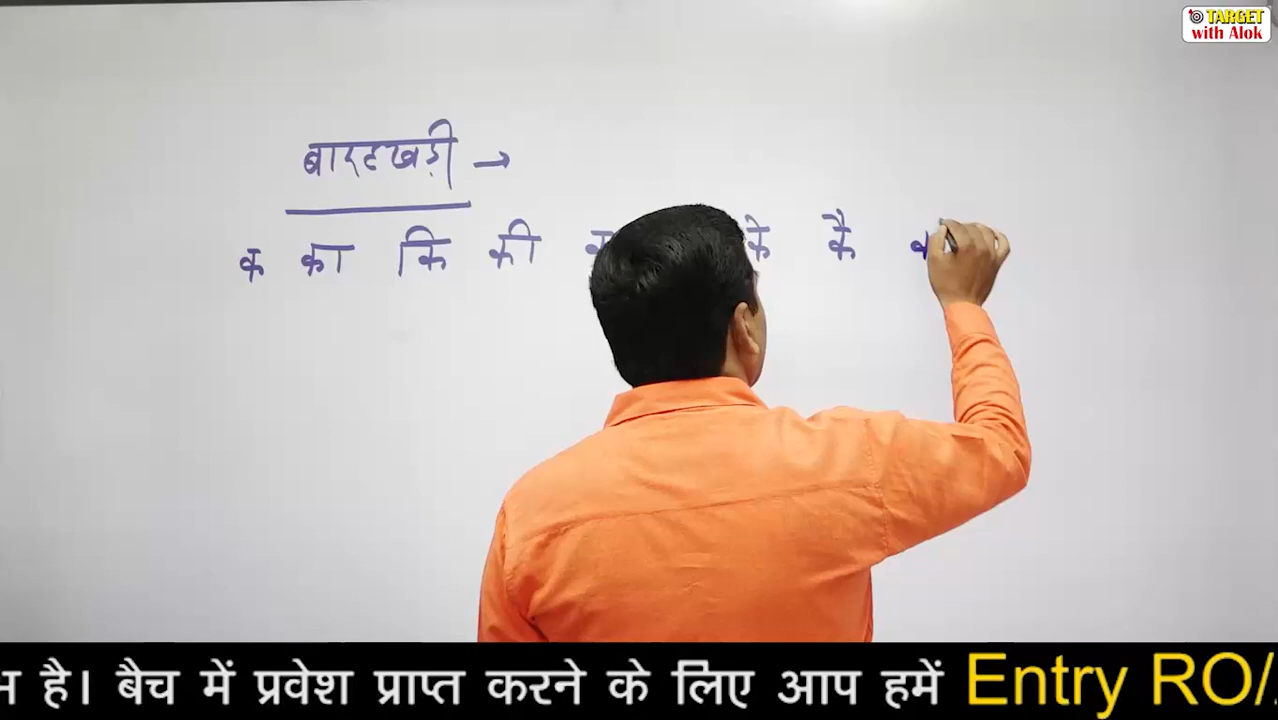 TARGET
with Alok
बारहखड़ी →
क का कि की के कै
है। बैच में प्रवेश प्राप्त करने के लिए आप हमें Entry RO/